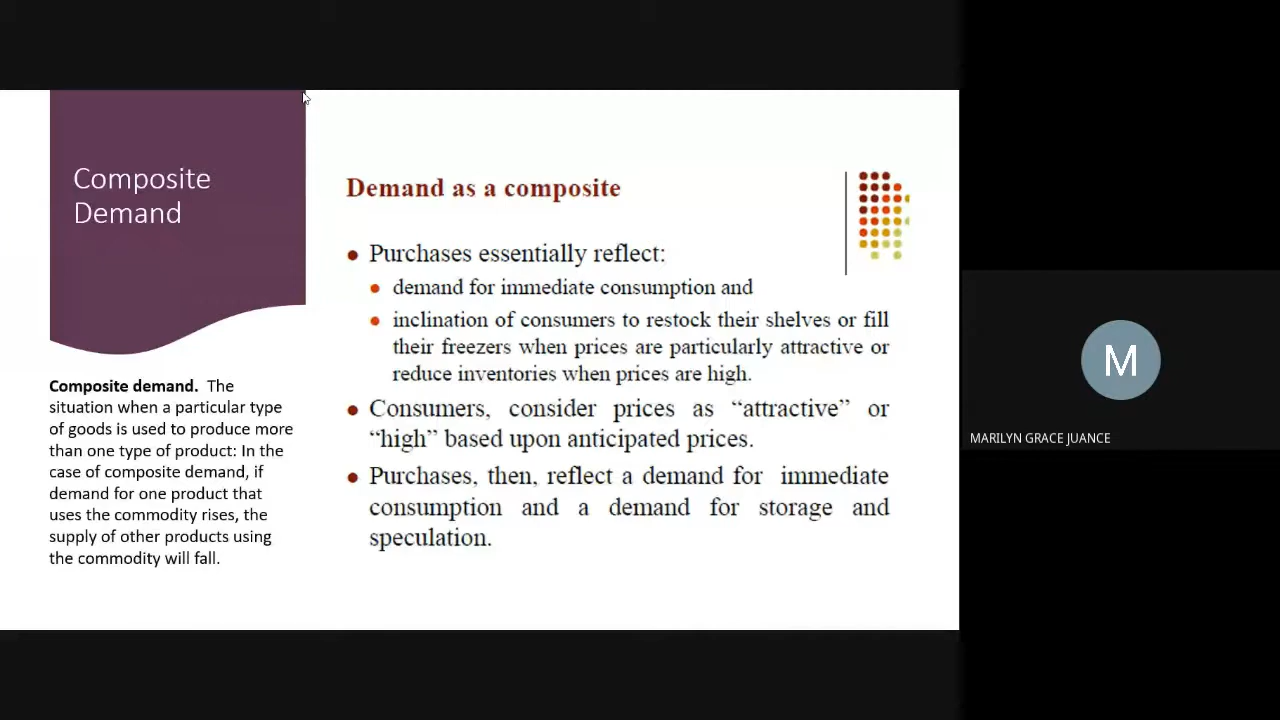 Composite
Demand
Composite demand. The
situation when a particular type
of goods is used to produce more
than one type of product: In the
case of composite demand, if
demand for one product that
uses the commodity rises, the
supply of other products using
the commodity will fall.
Demand as a composite
Purchases essentially reflect:
demand for immediate consumption and
inclination of consumers to restock their shelves or fill
their freezers when prices are particularly attractive or
reduce inventories when prices are high.
Consumers, consider prices as “attractive” or
“high” based upon anticipated prices.
Purchases, then, reflect a demand for immediate
consumption and a demand for storage and
speculation.
M
MARILYN GRACE JUANCE